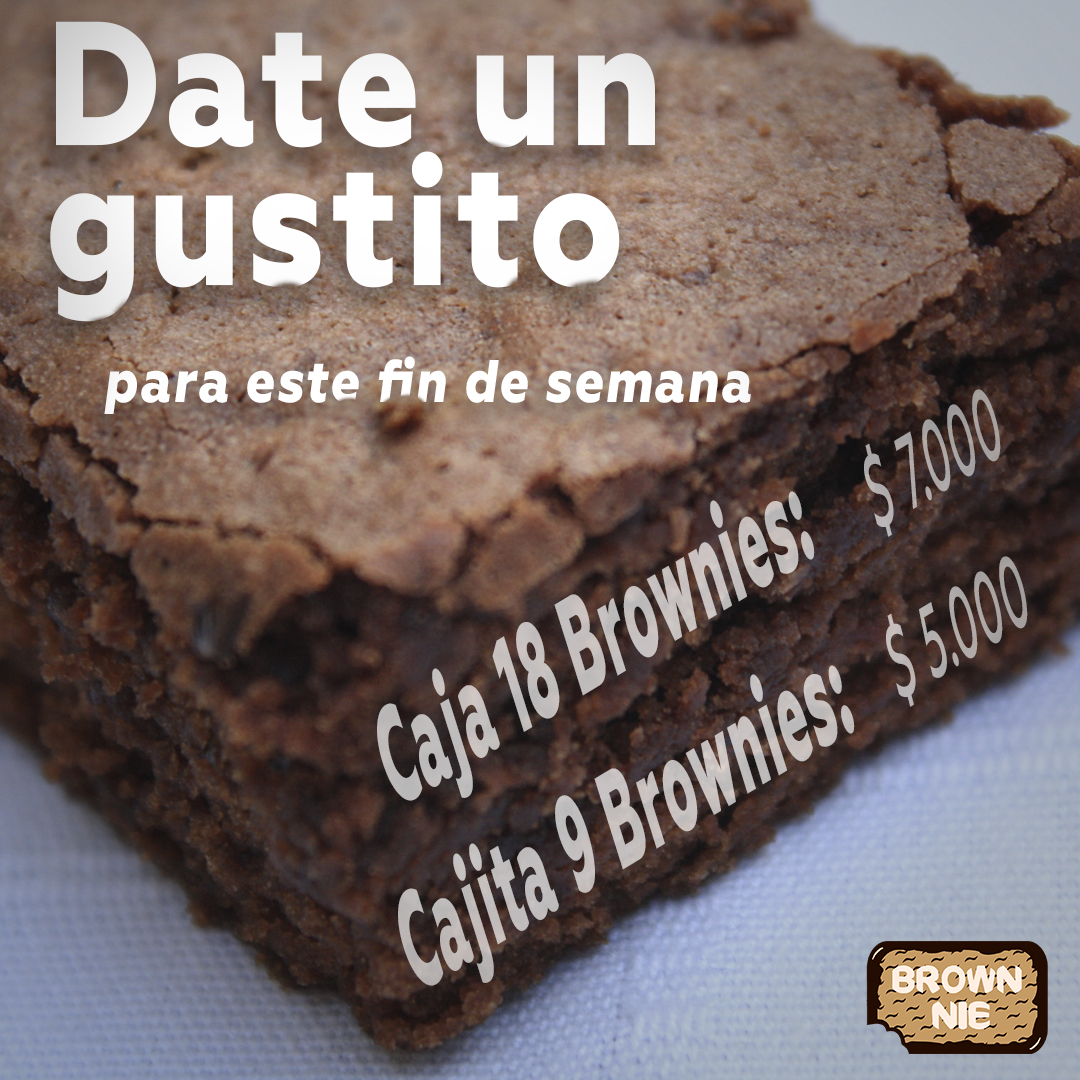 Date un
gustito
para este fin de semana
Caja 18 Brownies: $ 7.000
Cajita 9 Brownies: $ 5.000
BROWN
NIE